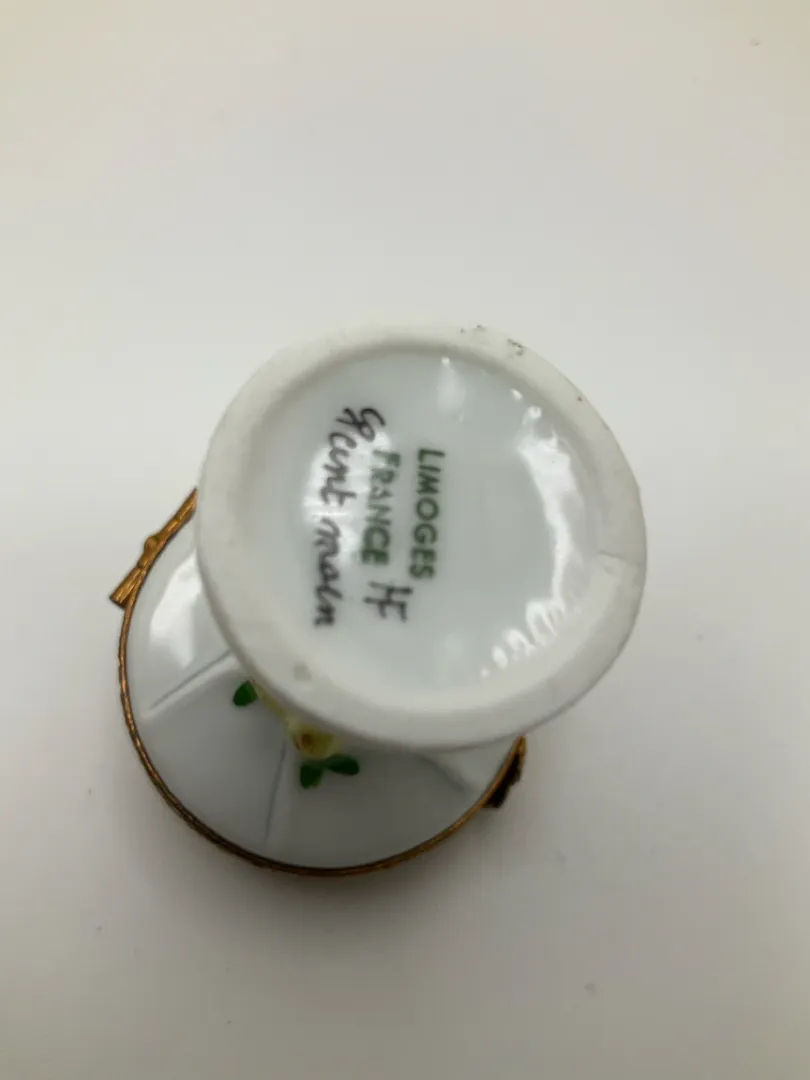 LIMOGES
FRANCE
HF
Peint main